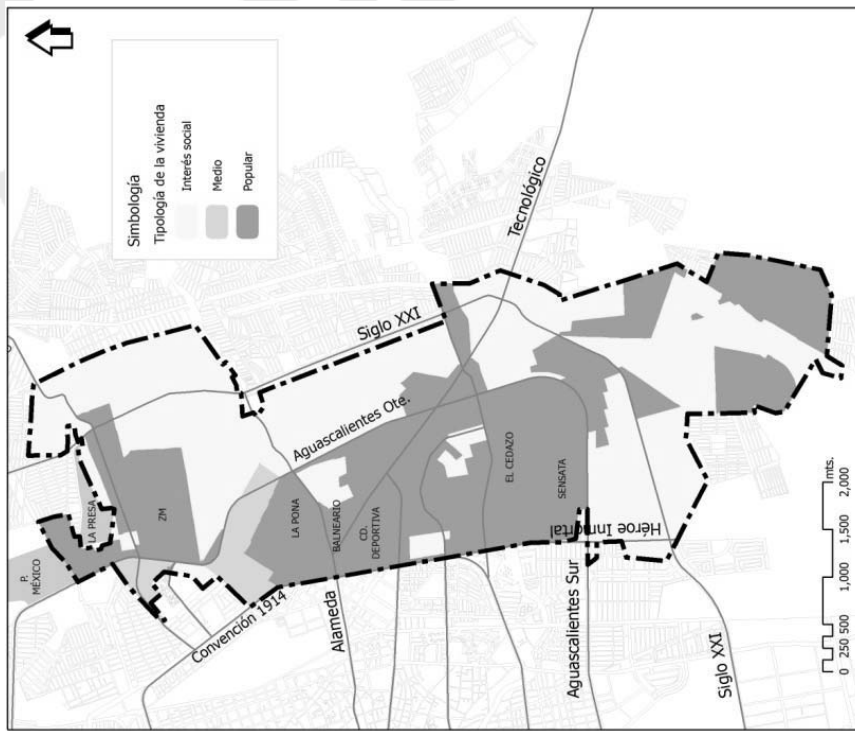 Simbología
Tipología de la vivienda
Interés social
Medio
Popular
P.
MÉXICO
LA PRESA
ZM
Convención 1914
Siglo XXI
Aguascalientes Ote.
LA PONA
BALNEARIO
CD.
DEPORTIVA
Alameda
Tecnológico
EL CEDAZO
SENSATA
Héroe Inmortal
Aguascalientes Sur
Siglo XXI
mts.
0 250 500 1,000 1,500 2,000